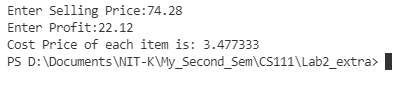 Enter Selling Price:74.28
Enter Profit:22.12
Cost Price of each item is: 3.477333
PS D:\Documents\NIT-K\My_Second_Sem\CS111\Lab2_extra>